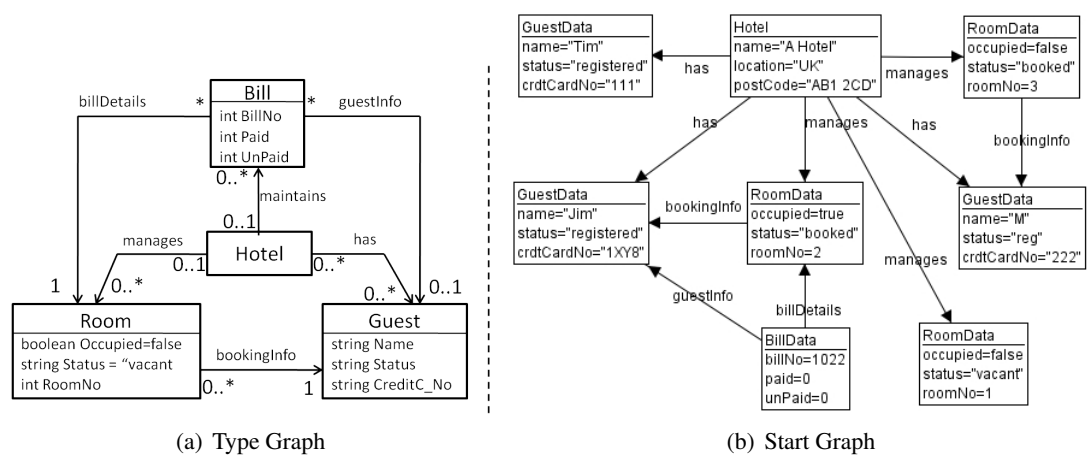 billDetails
*
Bill
*
guestInfo
int BillNo
int Paid
int UnPaid
0..*
maintains
0..1
manages
0..1
Hotel
has
0..*
1
0..*
0..*
0..1
Room
boolean Occupied=false
string Status = “vacant
int RoomNo
bookingInfo
0..*
1
Guest
string Name
string Status
string CreditC_No
(a) Type Graph
GuestData
name="Tim"
status="registered"
crdtCardNo="111"
has
Hotel
name="A Hotel"
location="UK"
postCode="AB1 2CD"
manages
RoomData
occupied=false
status="booked"
roomNo=3
has
manages
has
bookingInfo
GuestData
name="Jim"
status="registered"
crdtCardNo="1XY8"
bookingInfo
RoomData
occupied=true
status="booked"
roomNo=2
GuestData
name="M"
status="reg"
crdtCardNo="222"
manages
guestInfo
billDetails
BillData
billNo=1022
paid=0
unPaid=0
RoomData
occupied=false
status="vacant"
roomNo=1
(b) Start Graph